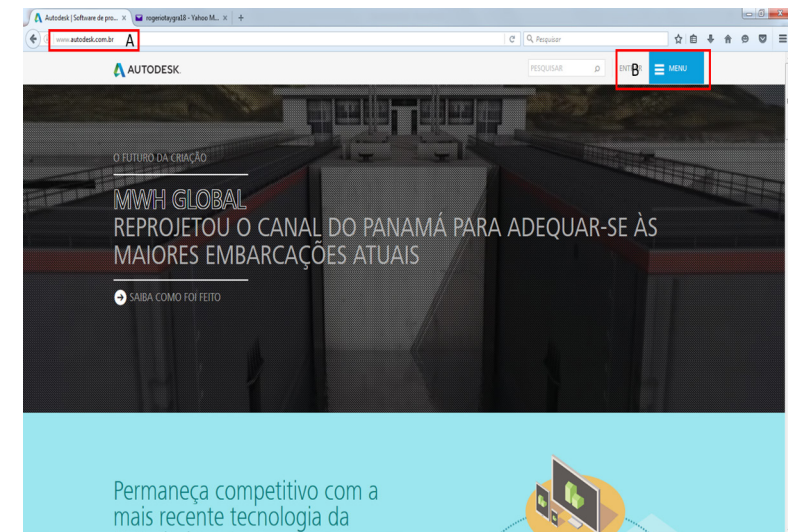 Autodesk | Software de pro... x
rogeriotaygra18 - Yahoo M... x +
www.autodesk.com.br A
Pesquisar
AUTODESK.
PESQUISAR
B
MENU
O FUTURO DA CRIAÇÃO
MWH GLOBAL
REPROJETOU O CANAL DO PANAMÁ PARA ADEQUAR-SE ÀS
MAIORES EMBARCAÇÕES ATUAIS
SAIBA COMO FOI FEITO
Permaneça competitivo com a
mais recente tecnologia da